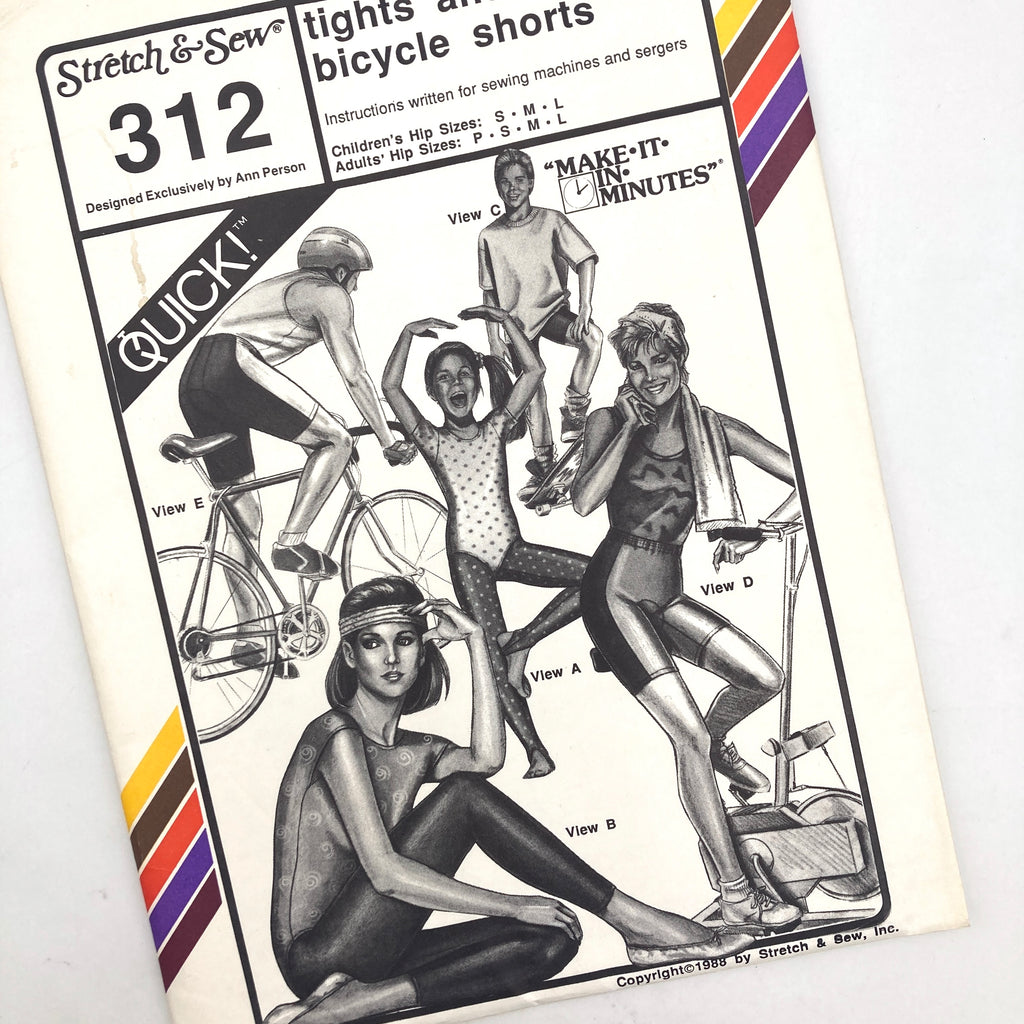 Stretch & Sew®
312
Designed Exclusively by Ann Person
tights and
bicycle shorts
Instructions written for sewing machines and sergers
Children's Hip Sizes: S • M • L
Adults' Hip Sizes: P • S • M • L
QUICK!™
"MAKE•IT•
IN•
MINUTES"®
View C
View E
View D
View A
View B
Copyright©1988 by Stretch & Sew, Inc.